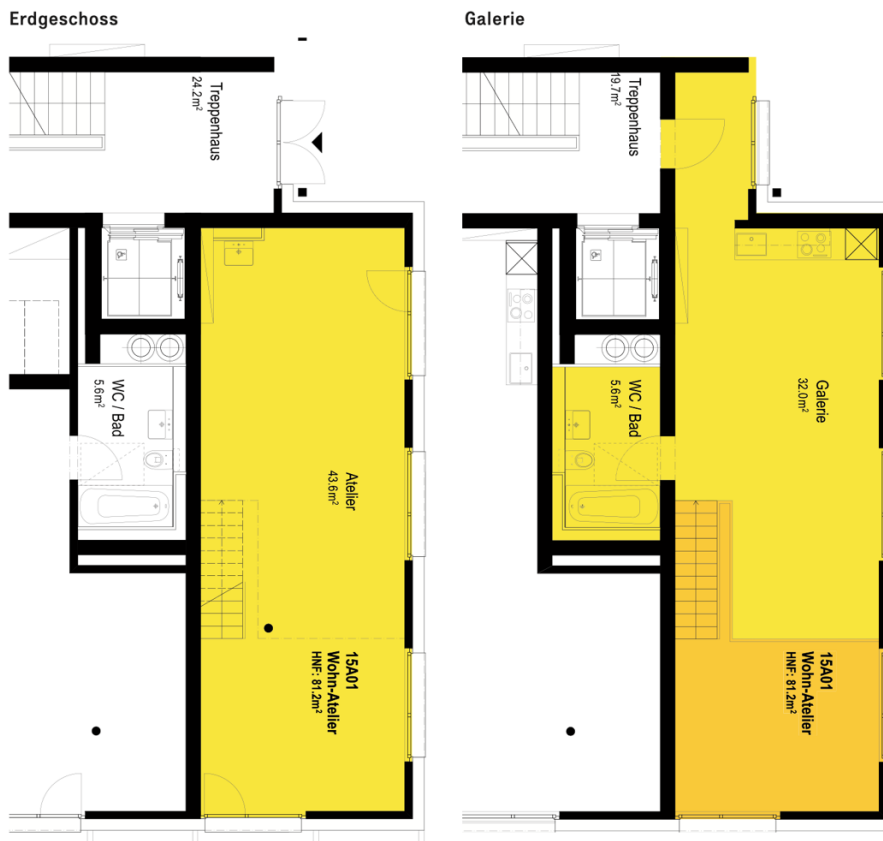 Erdgeschoss
Treppenhaus
24.2m²
WC / Bad
5.6m²
Atelier
43.6m²
15A01
Wohn-Atelier
HNF: 81.2m²
Galerie
Treppenhaus
19.7m²
WC / Bad
5.6m²
Galerie
32.0m²
15A01
Wohn-Atelier
HNF: 81.2m²